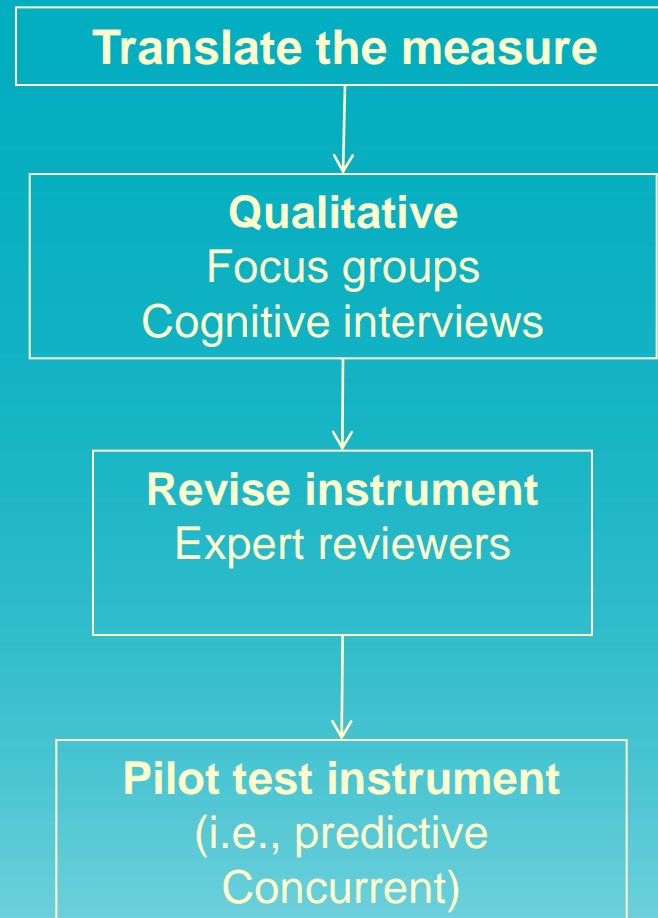 Translate the measure
Qualitative
Focus groups
Cognitive interviews
Revise instrument
Expert reviewers
Pilot test instrument
(i.e., predictive
Concurrent)